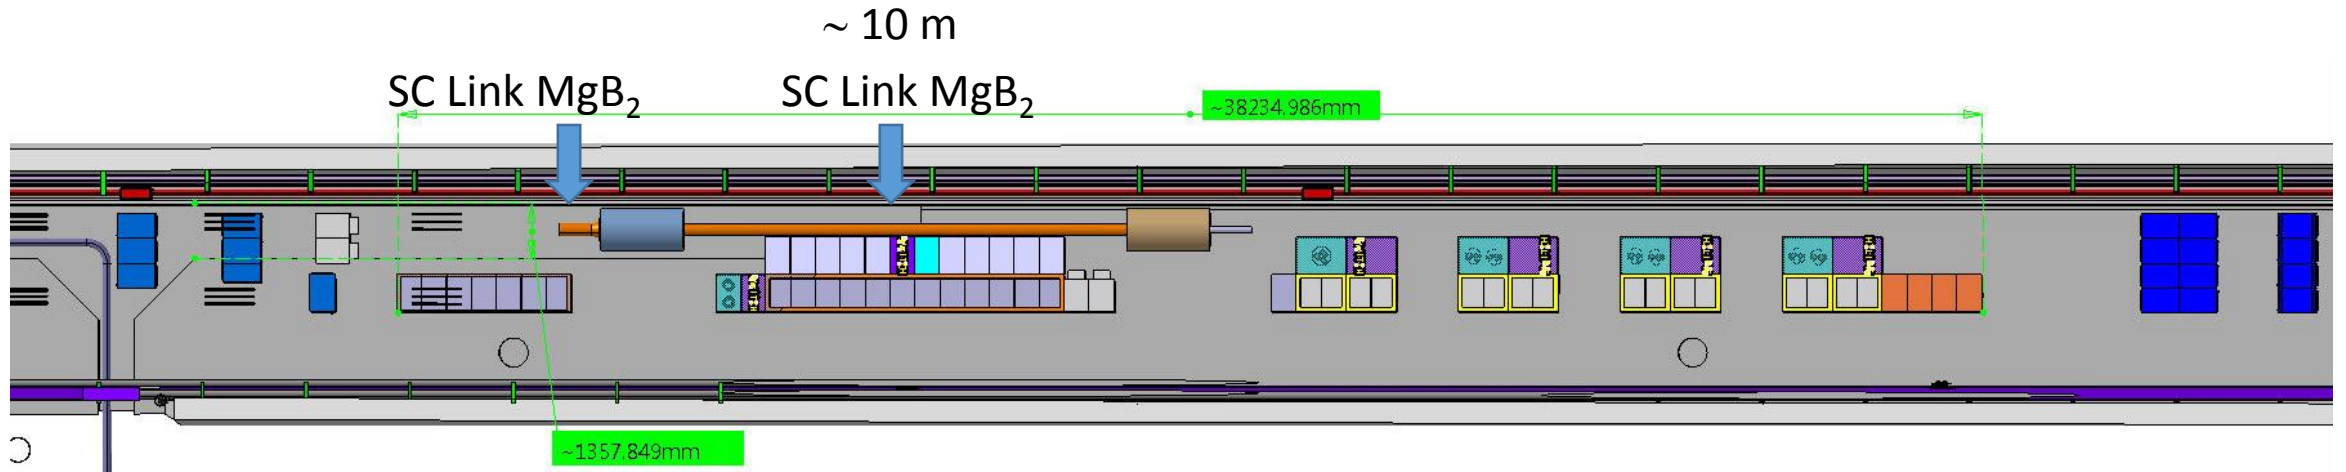 ~ 10 m
SC Link MgB₂ SC Link MgB₂
~38234.986mm
~1357.849mm